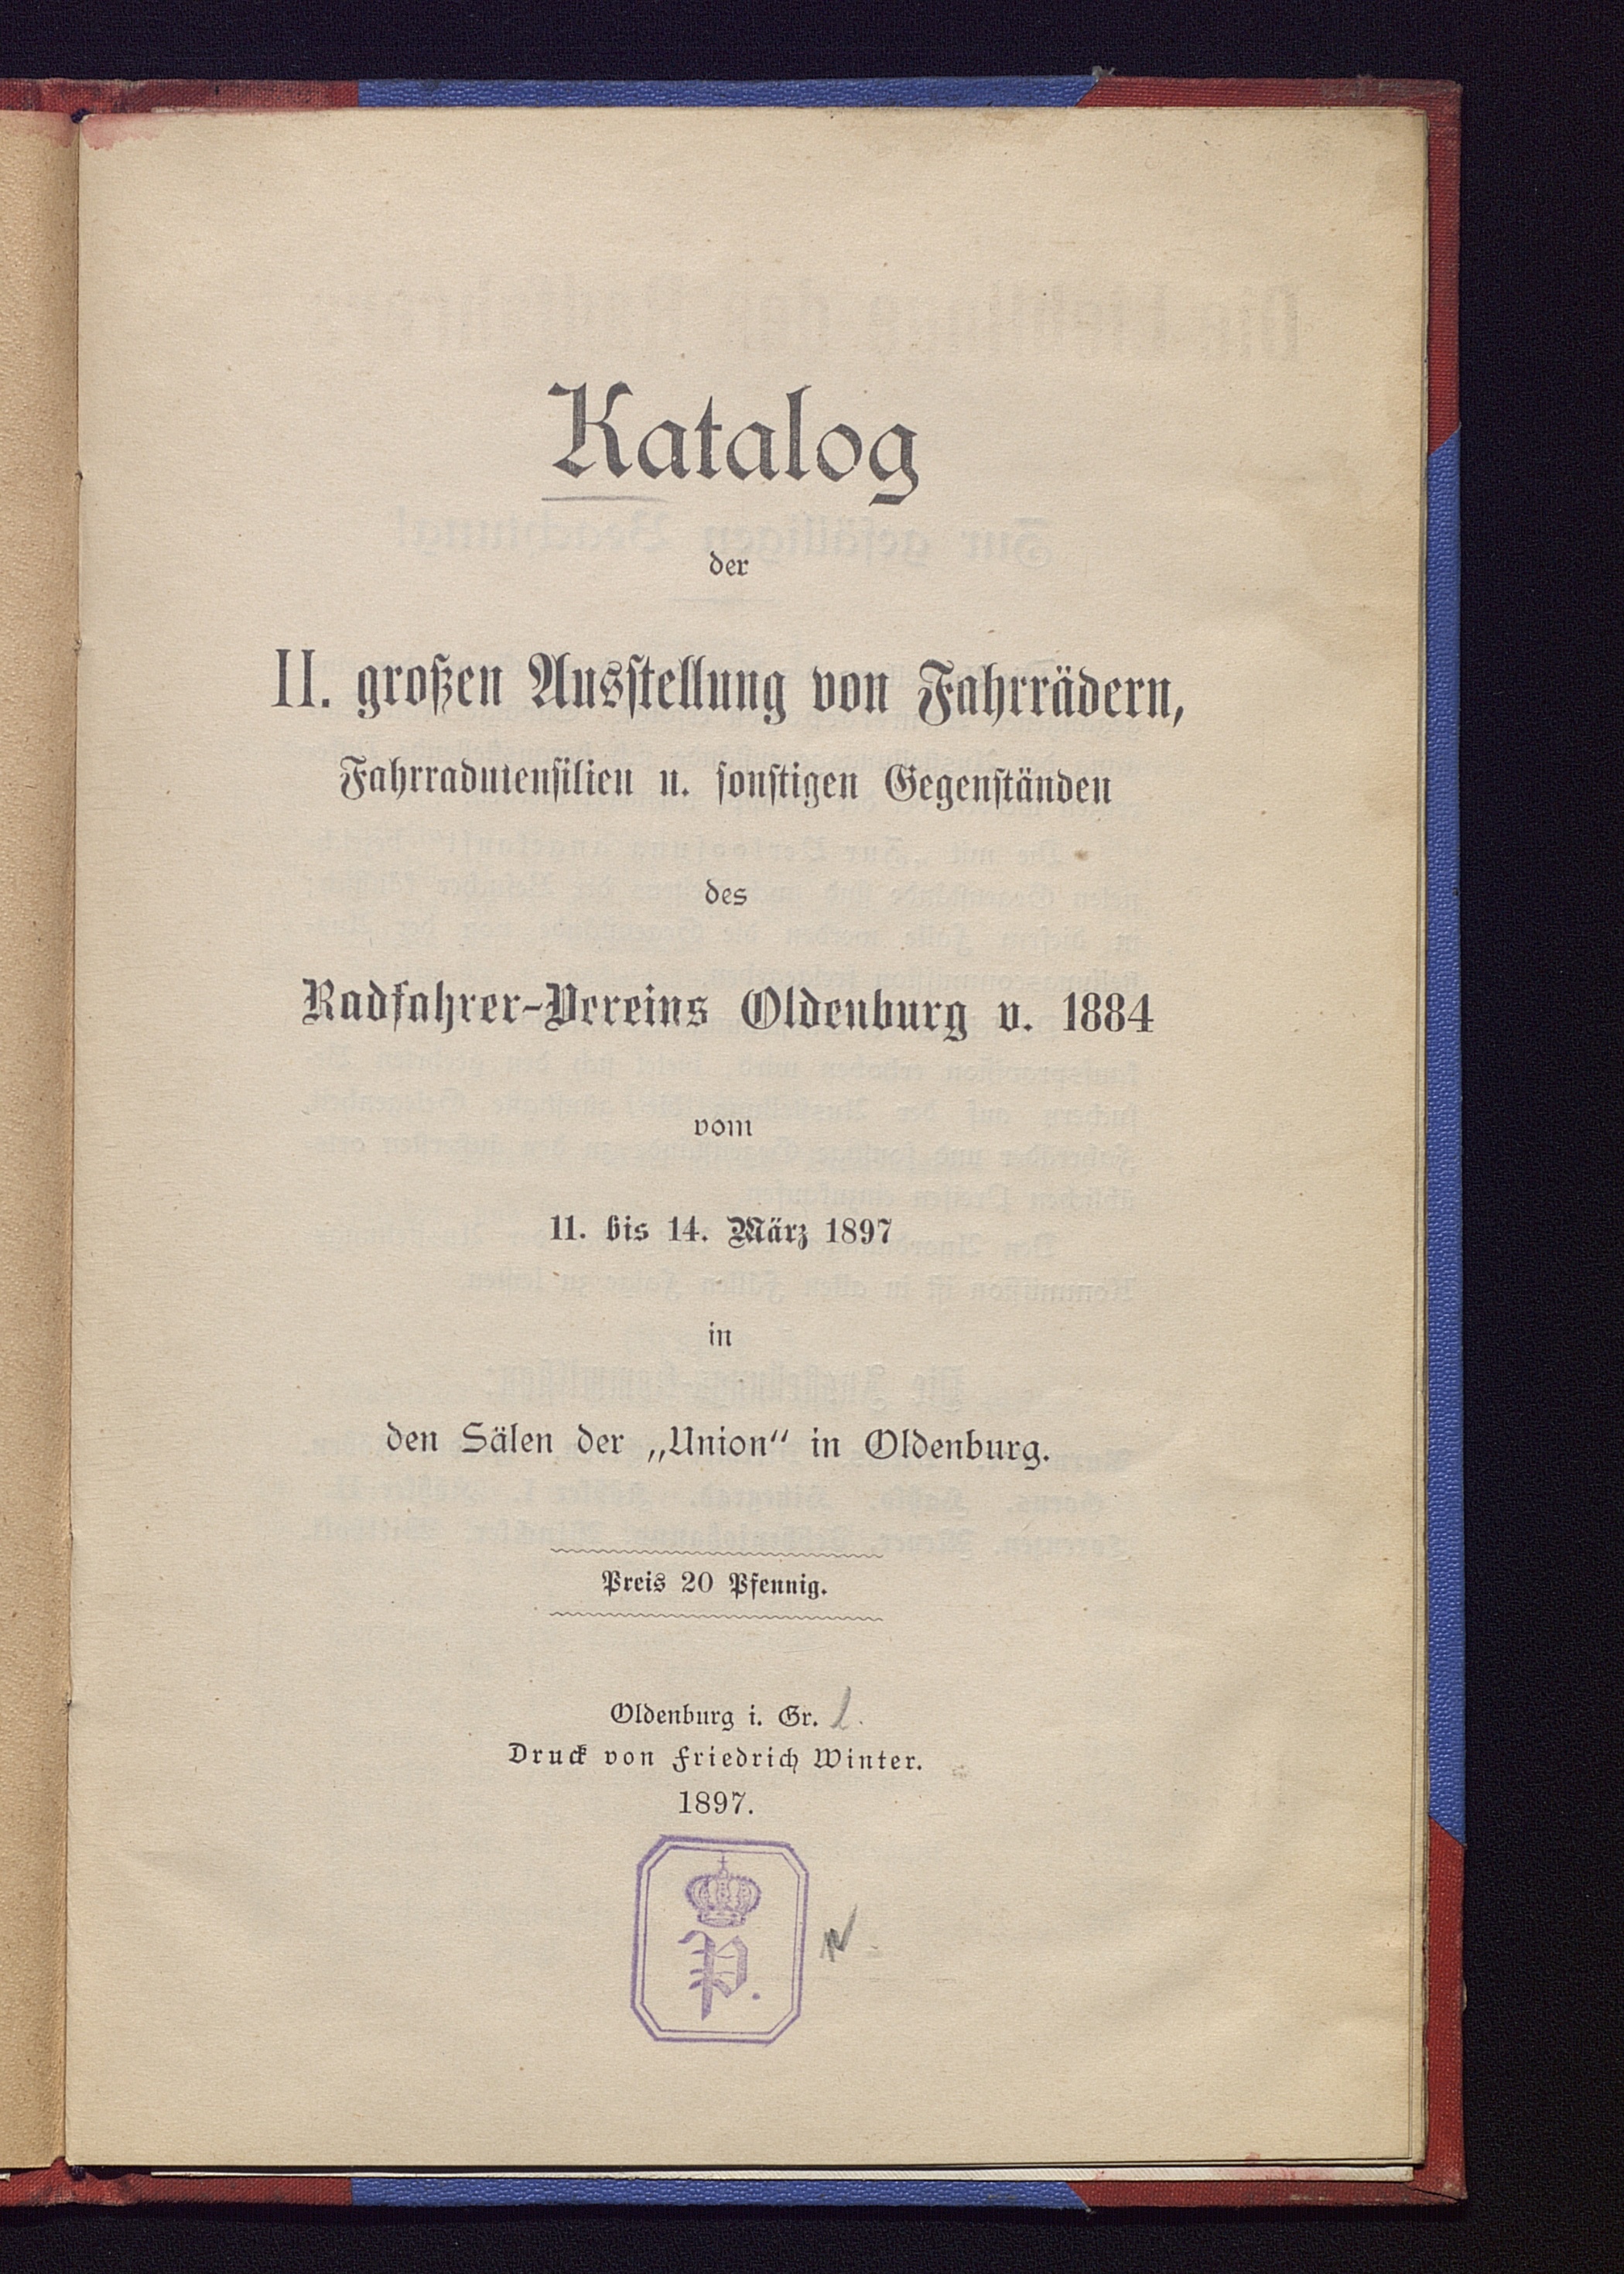 Katalog
der
II. großen Ausstellung von Fahrrädern,
Fahrradutensilien u. sonstigen Gegenständen
des
Radfahrer-Vereins Oldenburg v. 1884
vom
11. bis 14. März 1897
in
den Sälen der „Union“ in Oldenburg.
Preis 20 Pfennig.
Oldenburg i. Gr.
Druck von Friedrich Winter.
1897.
P.